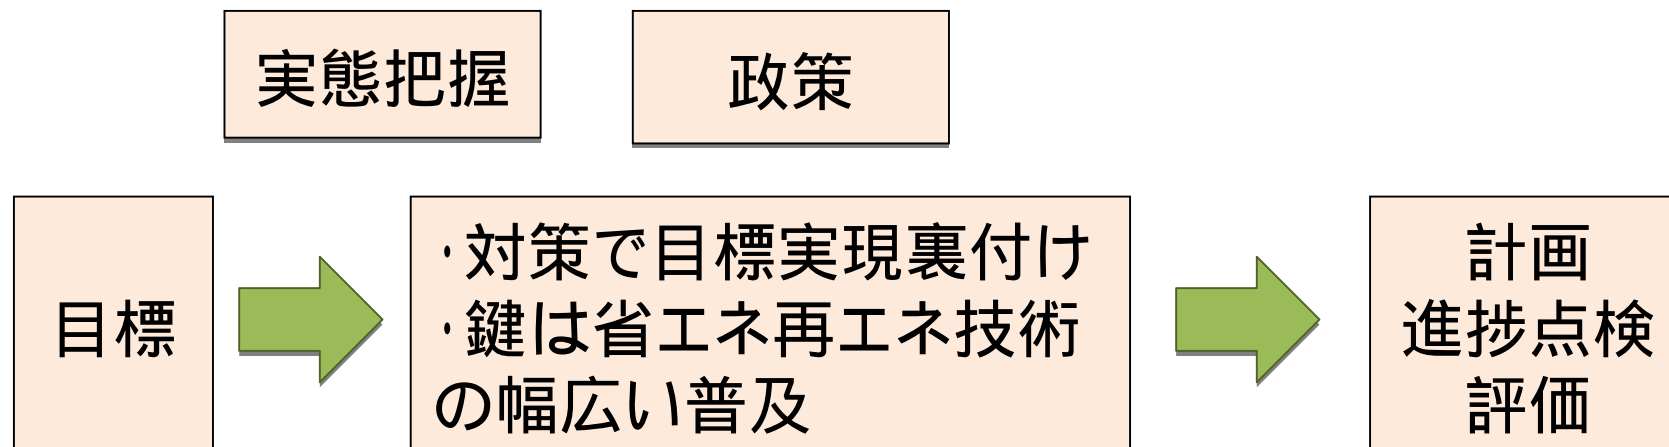 実態把握
政策
目標
・対策で目標実現裏付け
・鍵は省エネ再エネ技術
の幅広い普及
計画
進捗点検
評価